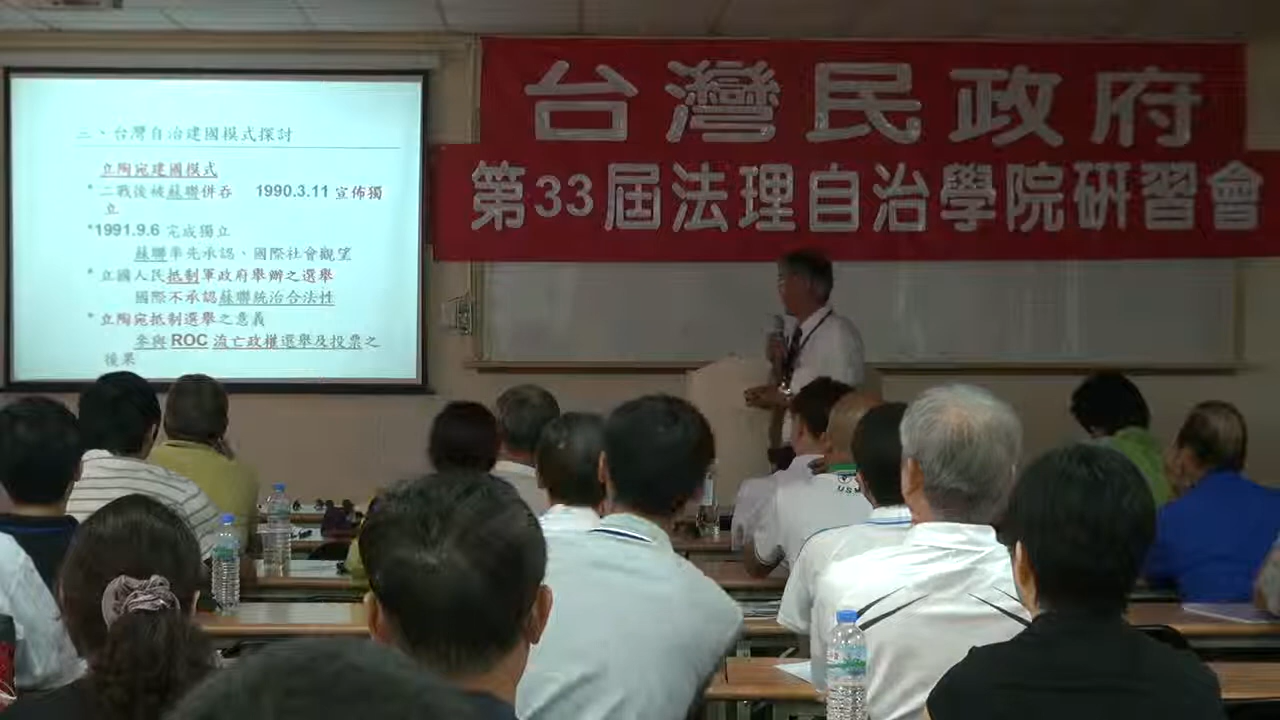 台灣民政府
第33屆法理自治學院研習會
三、台灣自治建國模式探討
立陶宛建國模式
*二戰後被蘇聯併吞 1990.3.11 宣佈獨
立
*1991.9.6 完成獨立
蘇聯率先承認、國際社會觀望
*立國人民抵制軍政府舉辦之選舉
國際不承認蘇聯統治合法性
*立陶宛抵制選舉之意義
參與 ROC 流亡政權選舉及投票之
後果